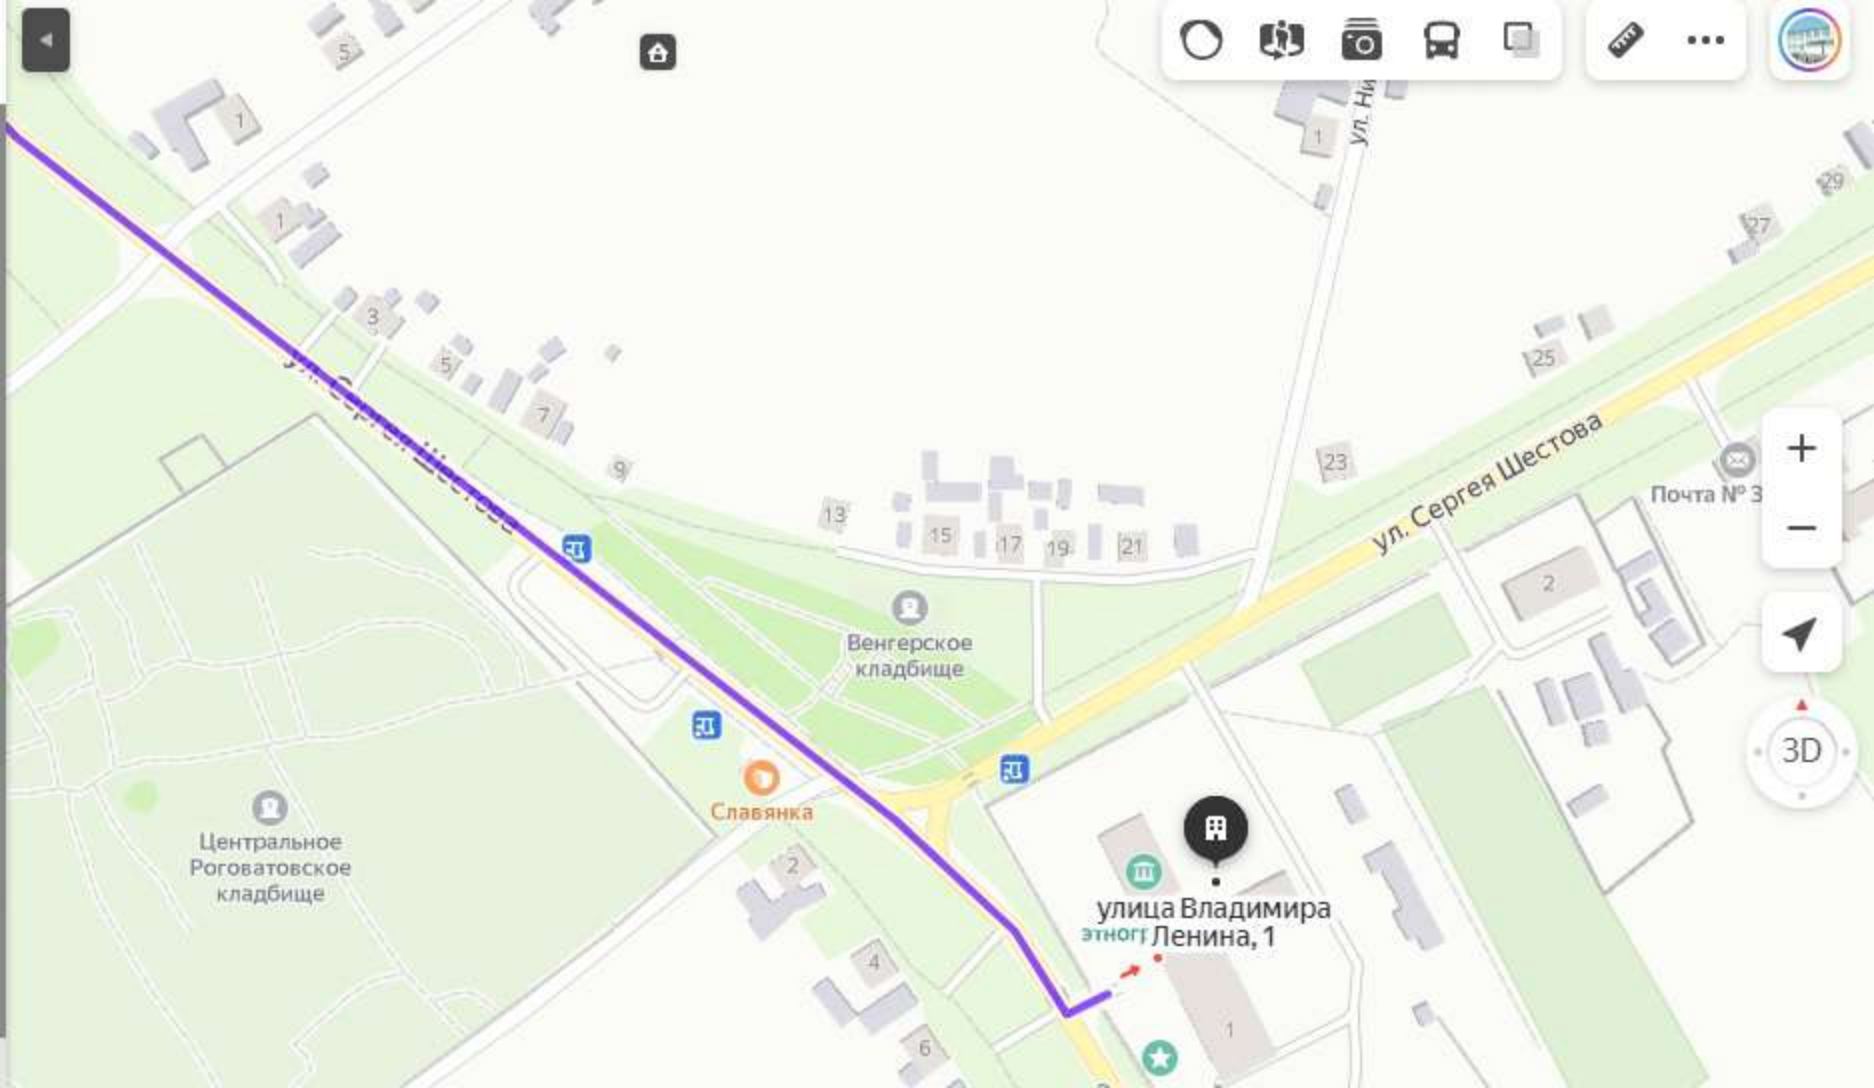 5
1
ул. Ни
1
1
29
27
3
5
25
7
ул. Сергея Шестова
9
23
ул. Сергея Шестова
Почта № 3
13
15
17
19
21
2
Венгерское
кладбище
3D
Славянка
Центральное
Роговатовское
кладбище
2
улица Владимира
этногр
Ленина, 1
4
1
6